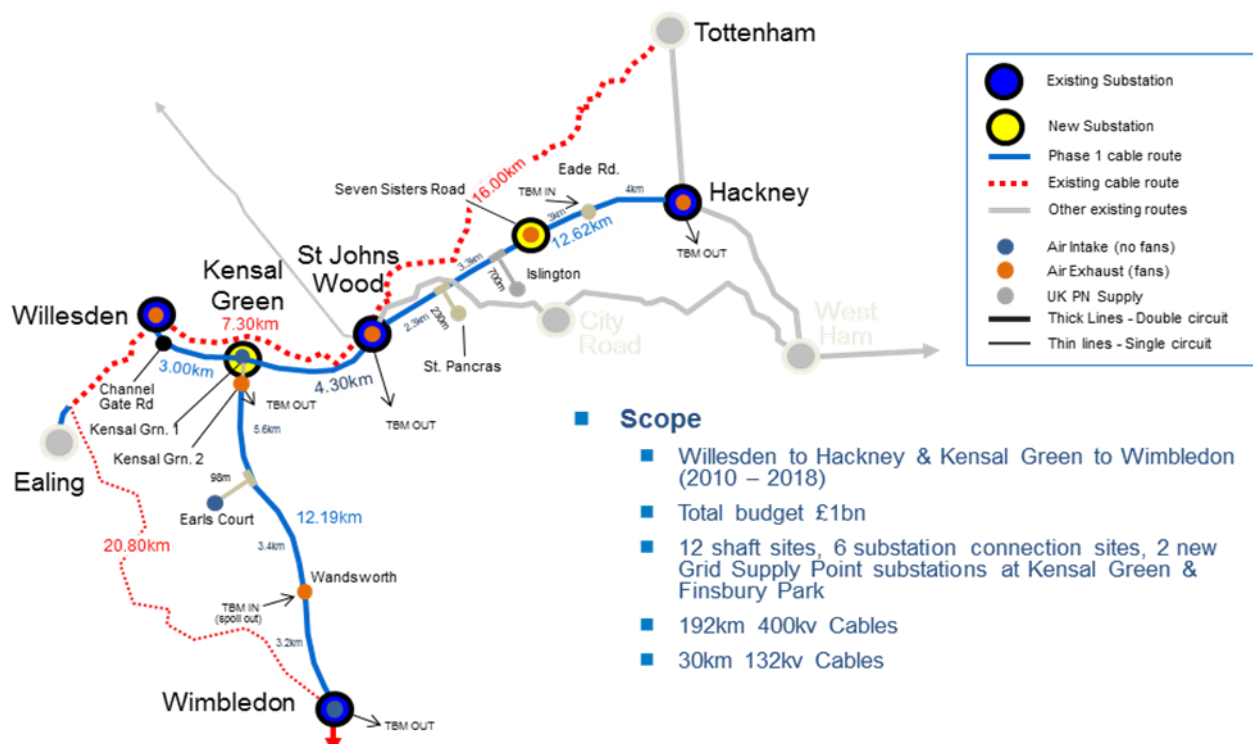 Tottenham
Eade Rd.
Seven Sisters Road
16.00km
TBM IN
4km
Hackney
3km
12.62km
TBM OUT
St Johns
Wood
3.3km
700m
Islington
Kensal
Green
2.3km
230m
Willesden
7.30km
City
Road
West
Ham
St. Pancras
3.00km
4.30km
Channel
Gate Rd
TBM OUT
TBM OUT
Kensal Grn. 1
5.6km
Kensal Grn. 2
Ealing
98m
Earls Court
12.19km
20.80km
3.4km
Wandsworth
TBM IN
(spoil out)
3.2km
Wimbledon
TBM OUT
Existing Substation
New Substation
Phase 1 cable route
Existing cable route
Other existing routes
Air Intake (no fans)
Air Exhaust (fans)
UK PN Supply
Thick Lines - Double circuit
Thin lines - Single circuit
Scope
Willesden to Hackney & Kensal Green to Wimbledon
(2010 – 2018)
Total budget £1bn
12 shaft sites, 6 substation connection sites, 2 new
Grid Supply Point substations at Kensal Green &
Finsbury Park
192km 400kv Cables
30km 132kv Cables